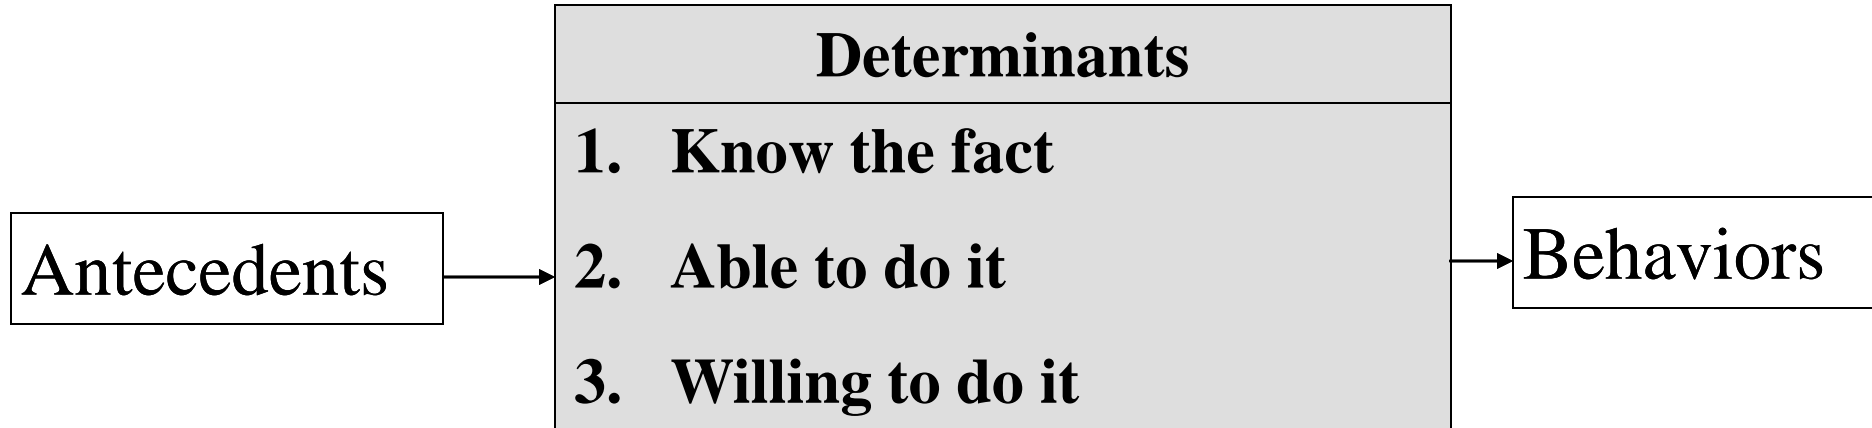 Determinants
1. Know the fact
Antecedents
2. Able to do it
Behaviors
3. Willing to do it